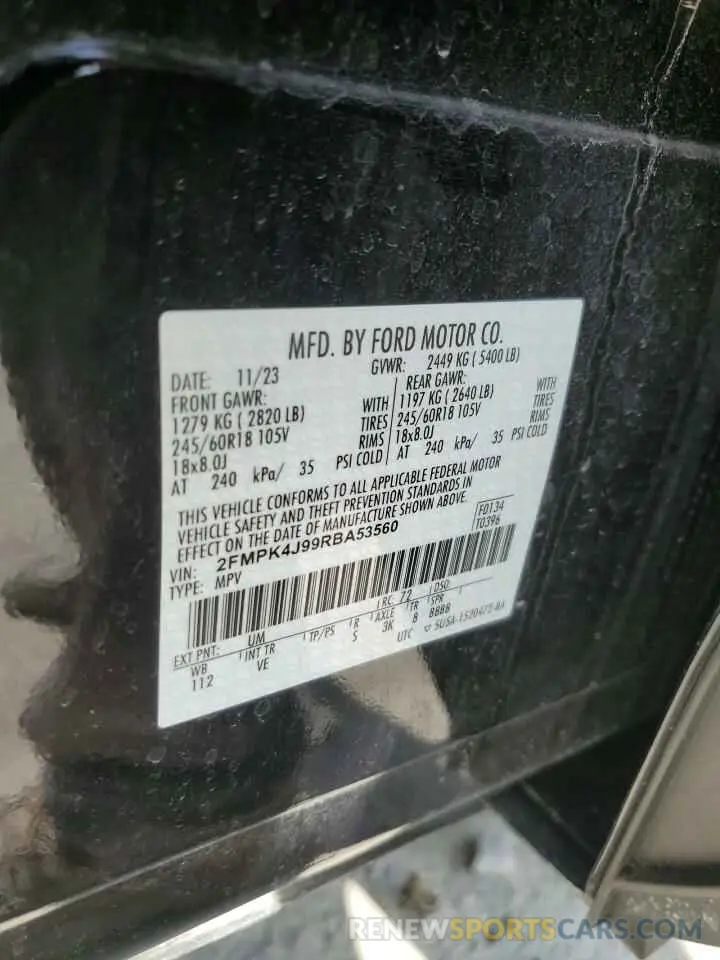 MFD. BY FORD MOTOR CO.
DATE: 11/23 GVWR: 2449 KG ( 5400 LB)
FRONT GAWR: REAR GAWR:
1279 KG ( 2820 LB) WITH 1197 KG ( 2640 LB) WITH
245/60R18 105V TIRES 245/60R18 105V TIRES
18x8.0J RIMS 18x8.0J RIMS
AT 240 kPa/ 35 PSI COLD AT 240 kPa/ 35 PSI COLD
THIS VEHICLE CONFORMS TO ALL APPLICABLE FEDERAL MOTOR
VEHICLE SAFETY AND THEFT PREVENTION STANDARDS IN
EFFECT ON THE DATE OF MANUFACTURE SHOWN ABOVE.
F0134
T0396
VIN: 2FMPK4J99RBA53560
TYPE: MPV
EXT PNT: UM RC: 72 DSO:
WB INT TR TP/PS R AXLE TR SPR
112 VE S 3K 8 8888
UTC
RENEWSPORTSCARS.COM